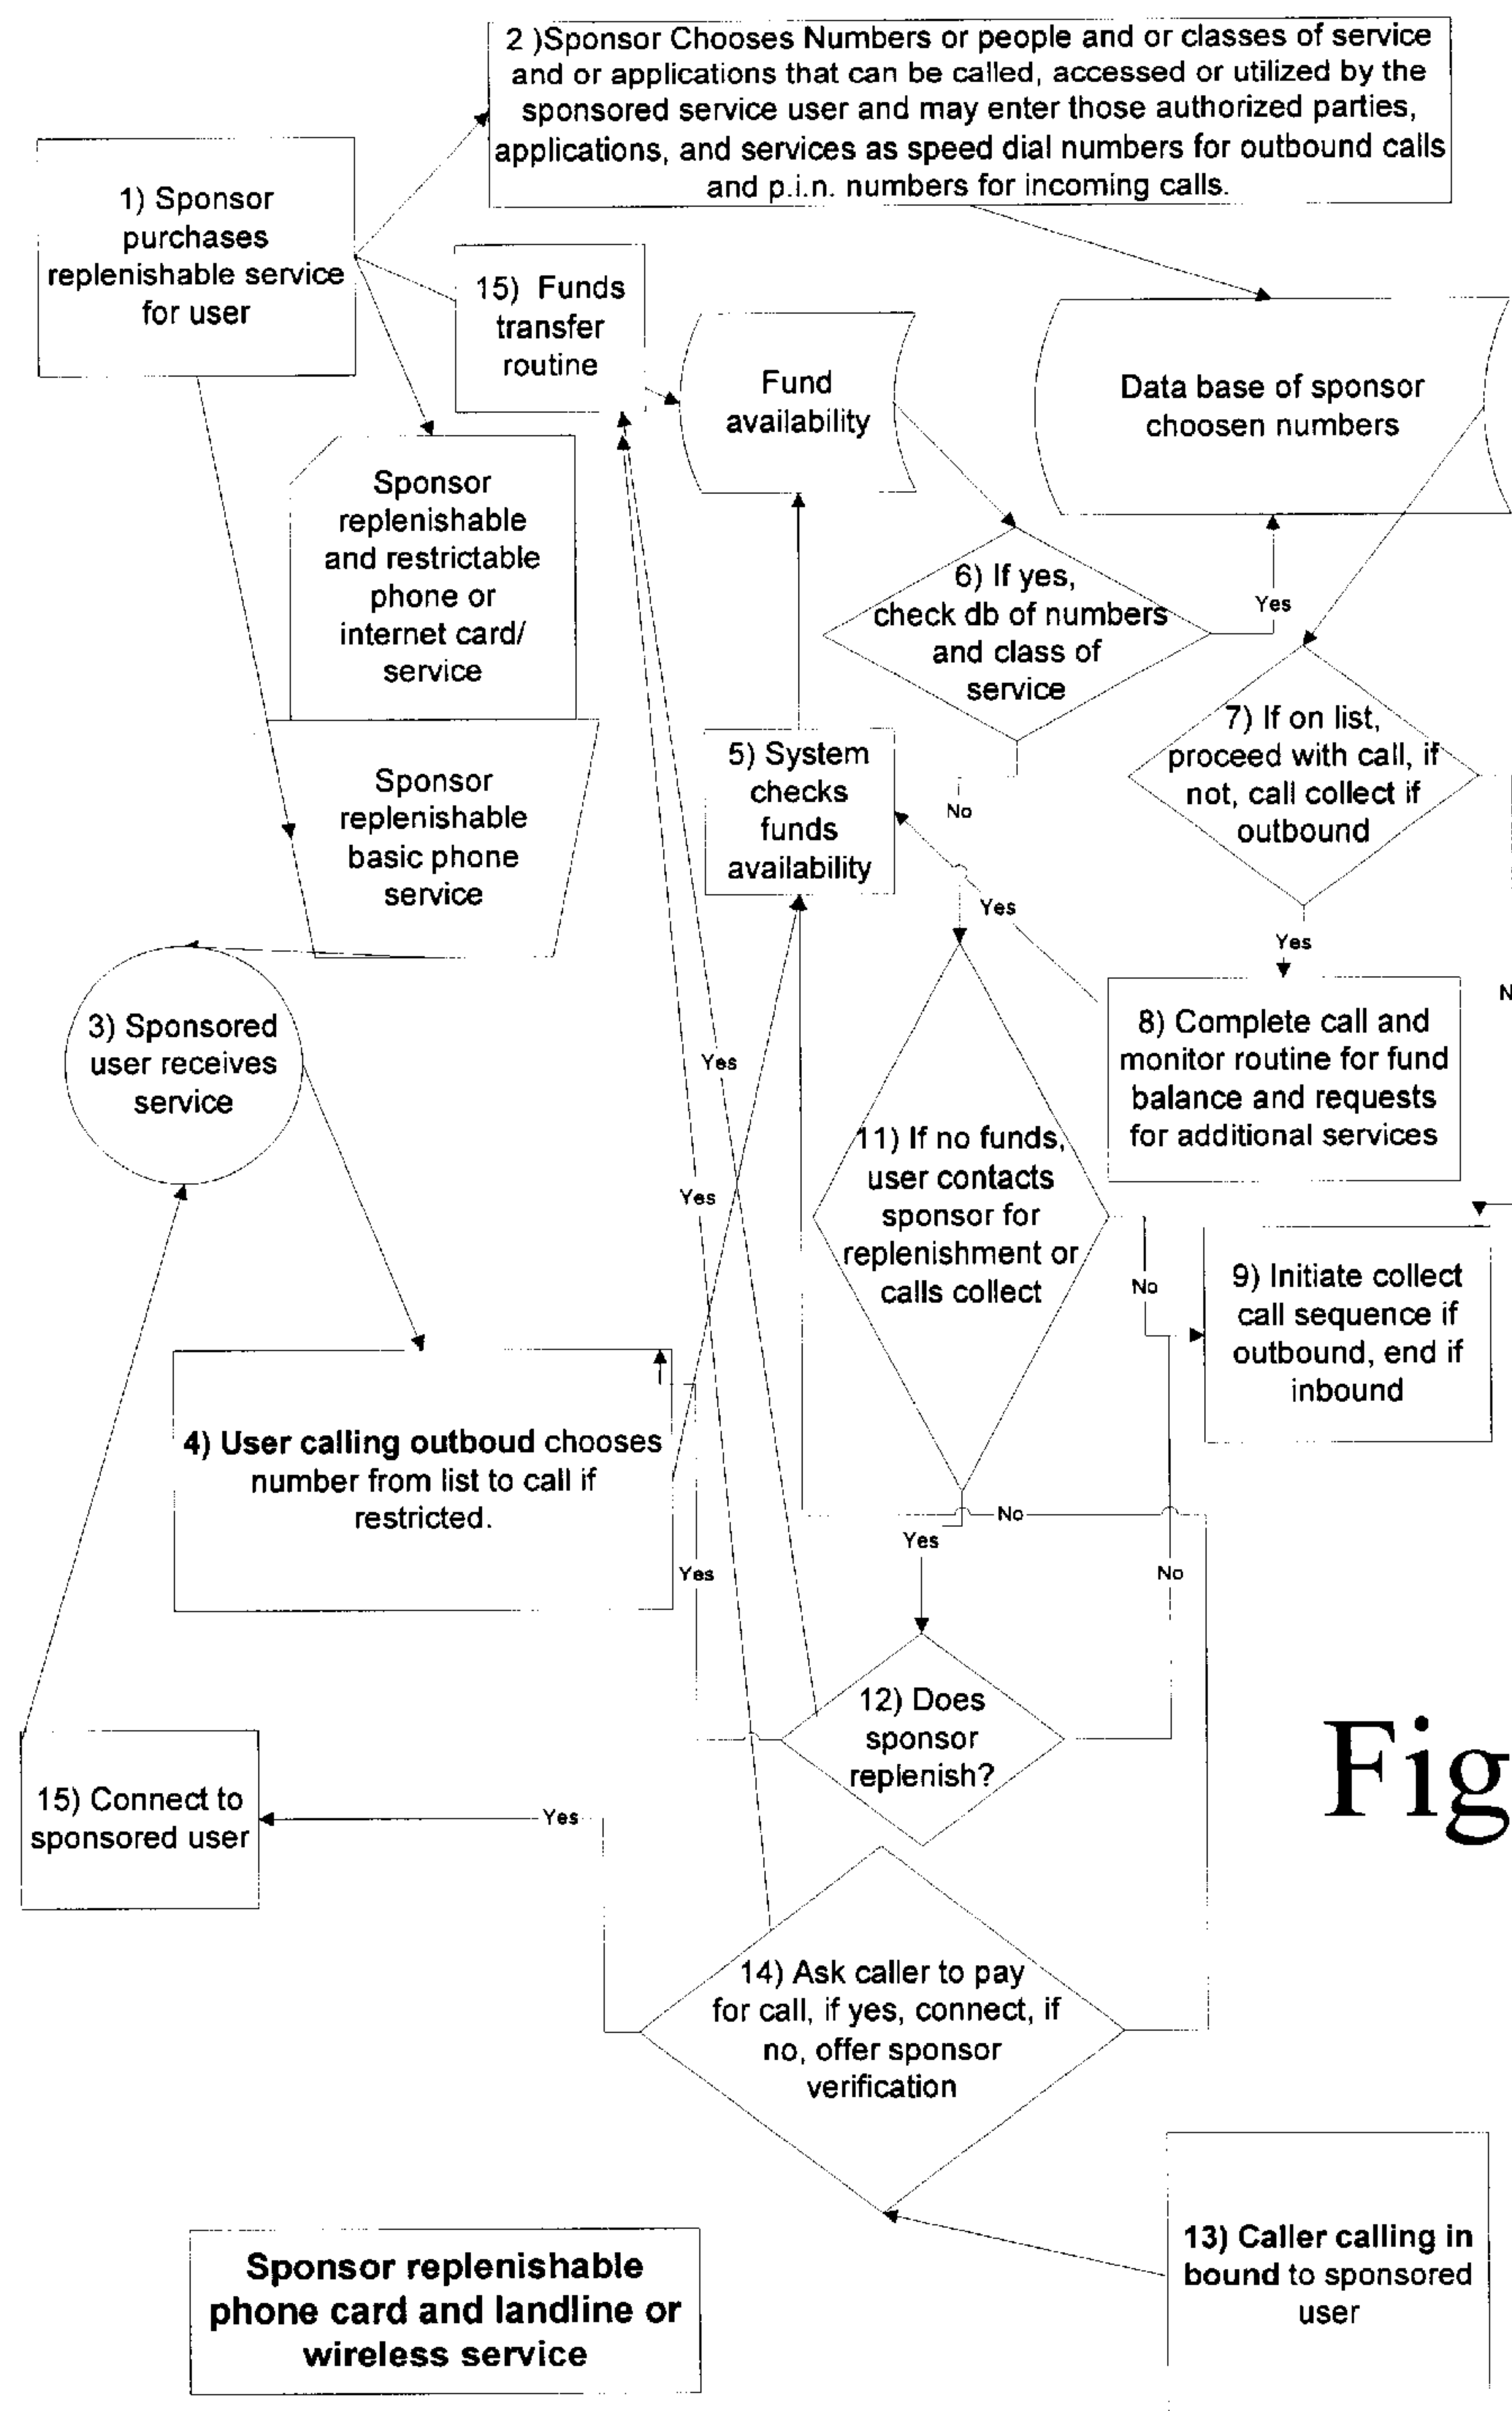 2 )Sponsor Chooses Numbers or people and or classes of service
and or applications that can be called, accessed or utilized by the
sponsored service user and may enter those authorized parties,
applications, and services as speed dial numbers for outbound calls
and p.i.n. numbers for incoming calls.
1) Sponsor
purchases
replenishable service
for user
15) Funds
transfer
routine
Fund
availability
Data base of sponsor
choosen numbers
Sponsor
replenishable
and restrictable
phone or
internet card/
service
6) If yes,
check db of numbers
and class of
service
Yes
No
7) If on list,
proceed with call, if
not, call collect if
outbound
Yes
5) System
checks
funds
availability
Sponsor
replenishable
basic phone
service
Yes
N
3) Sponsored
user receives
service
8) Complete call and
monitor routine for fund
balance and requests
for additional services
Yes
Yes
11) If no funds,
user contacts
sponsor for
replenishment or
calls collect
No
9) Initiate collect
call sequence if
outbound, end if
inbound
4) User calling outboud chooses
number from list to call if
restricted.
No
Yes
Yes
No
12) Does
sponsor
replenish?
Fig
15) Connect to
sponsored user
Yes
14) Ask caller to pay
for call, if yes, connect, if
no, offer sponsor
verification
13) Caller calling in
bound to sponsored
user
Sponsor replenishable
phone card and landline or
wireless service